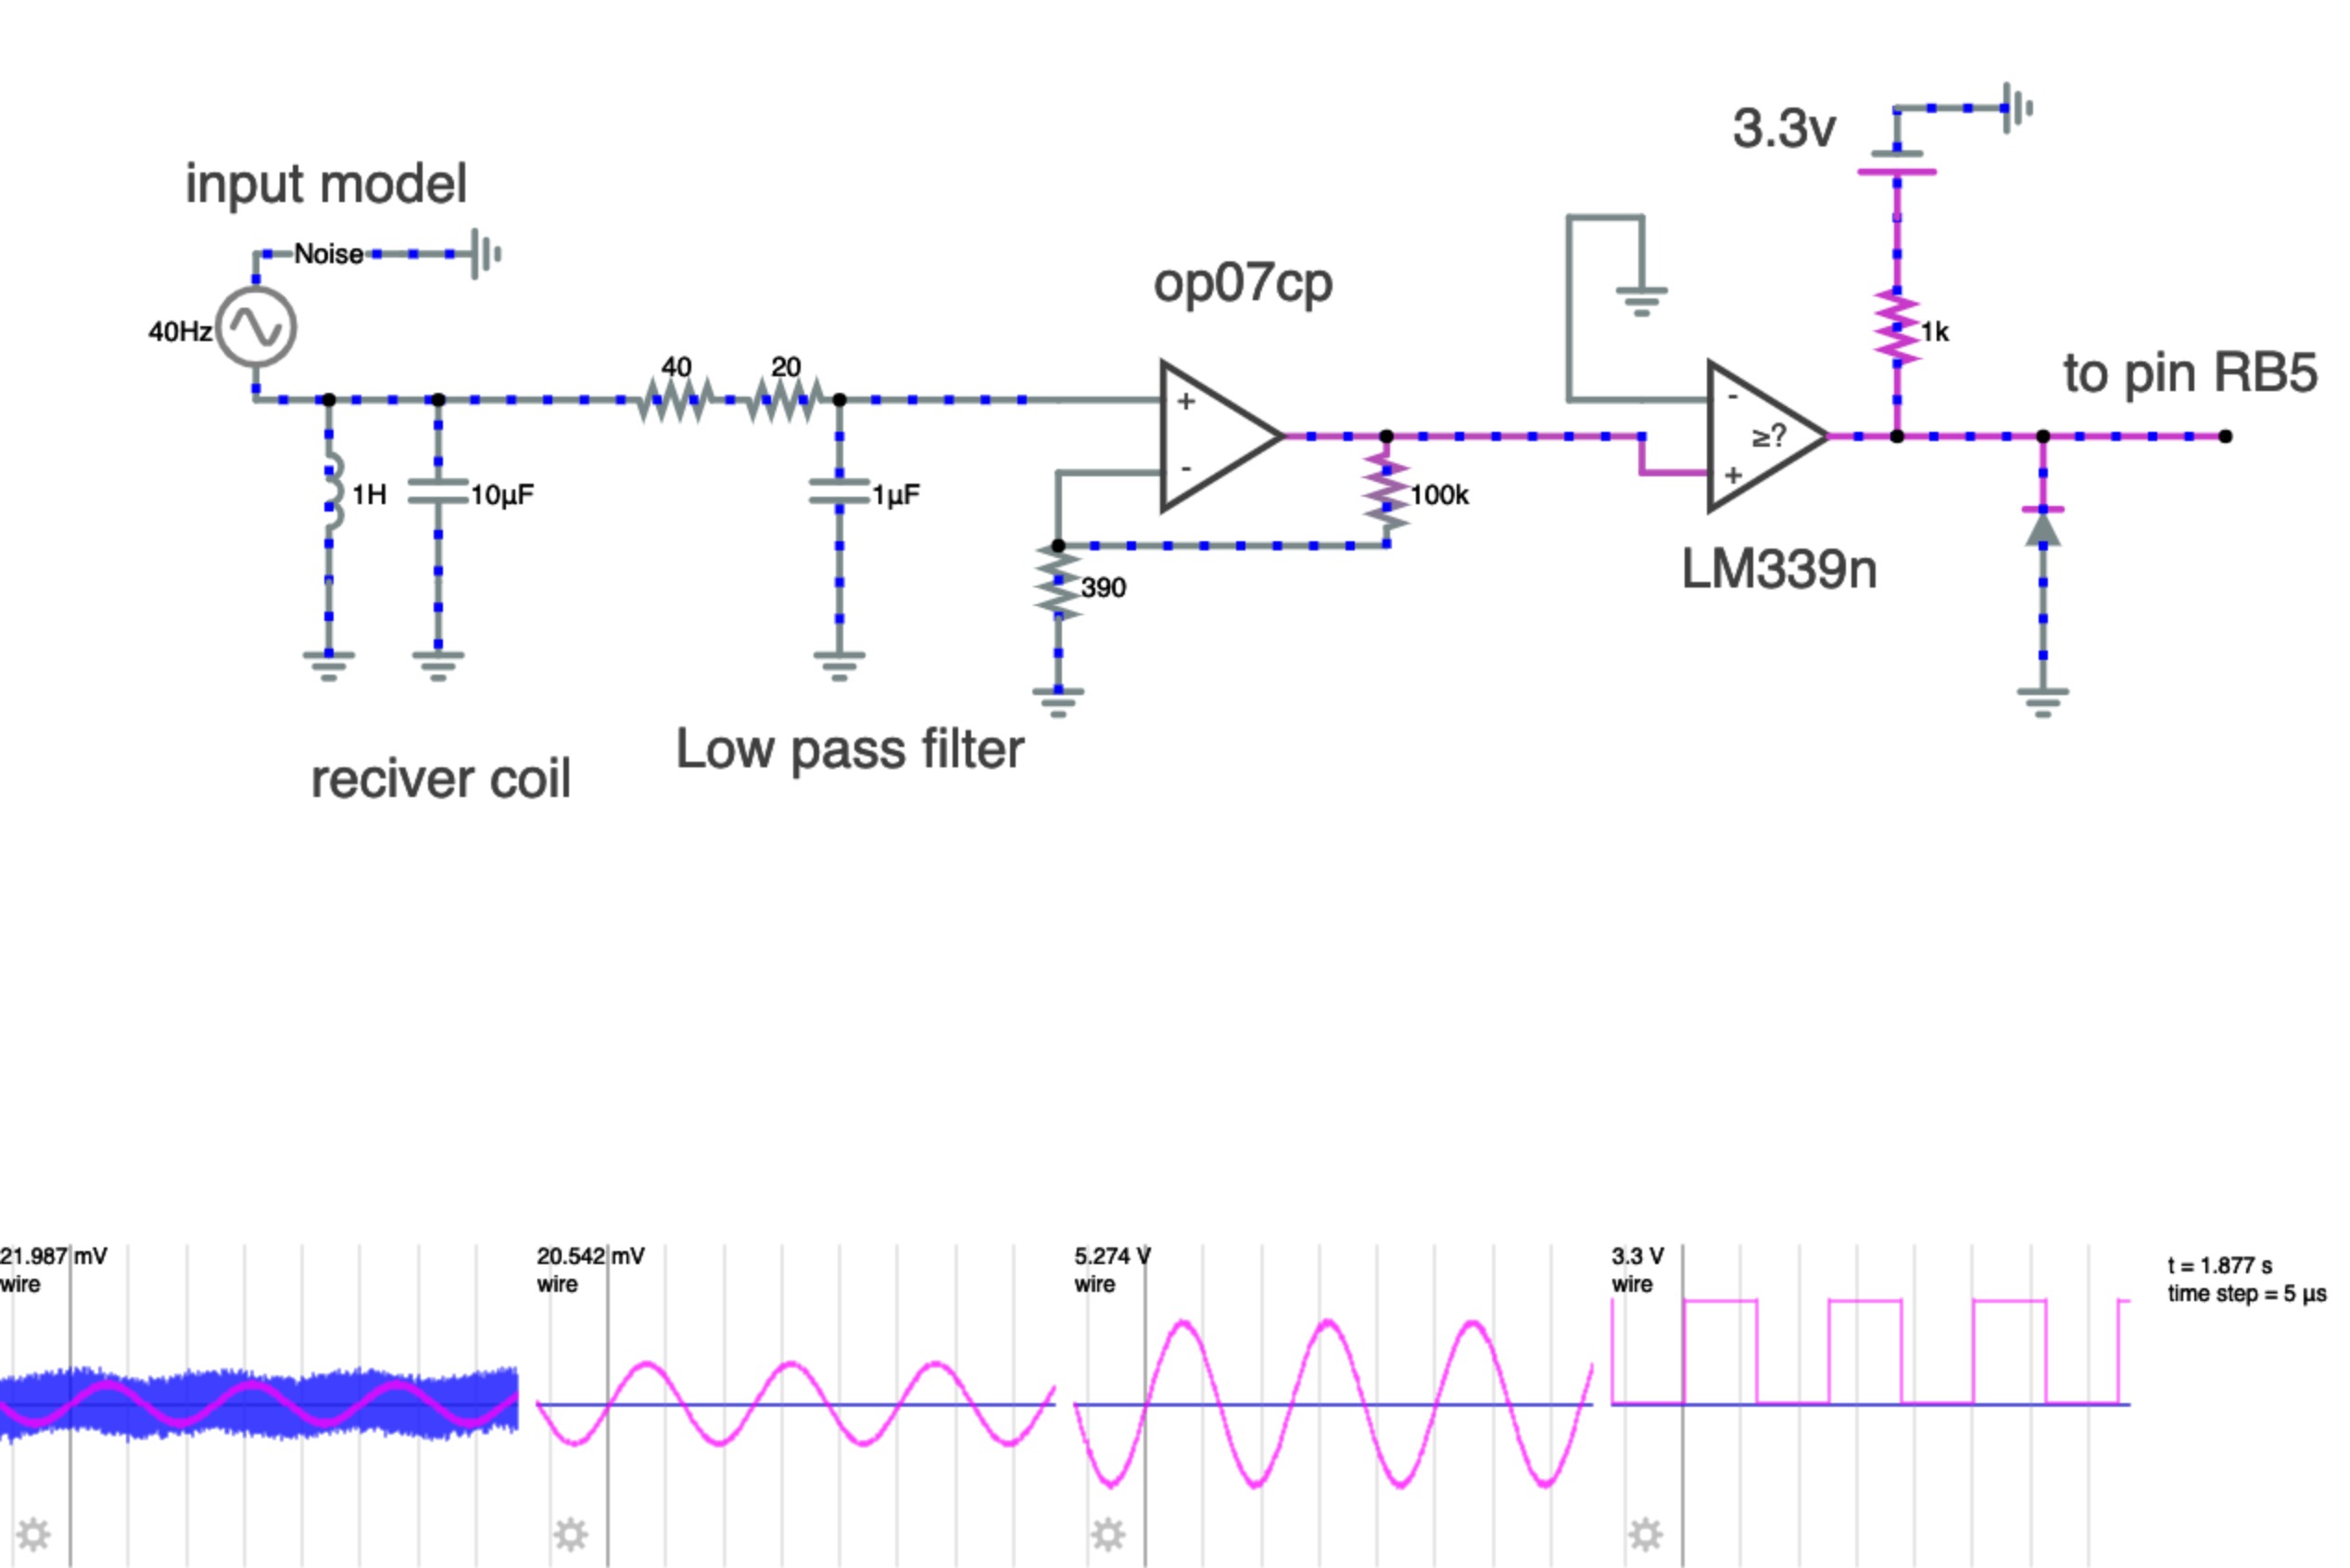 3.3v
input model
Noise
op07cp
40Hz
1k
40
20
to pin RB5
+
-
-
≥?
+
1H
10µF
1µF
100k
LM339n
390
Low pass filter
reciver coil
21.987 mV
wire
20.542 mV
wire
5.274 V
wire
3.3 V
wire
t = 1.877 s
time step = 5 µs